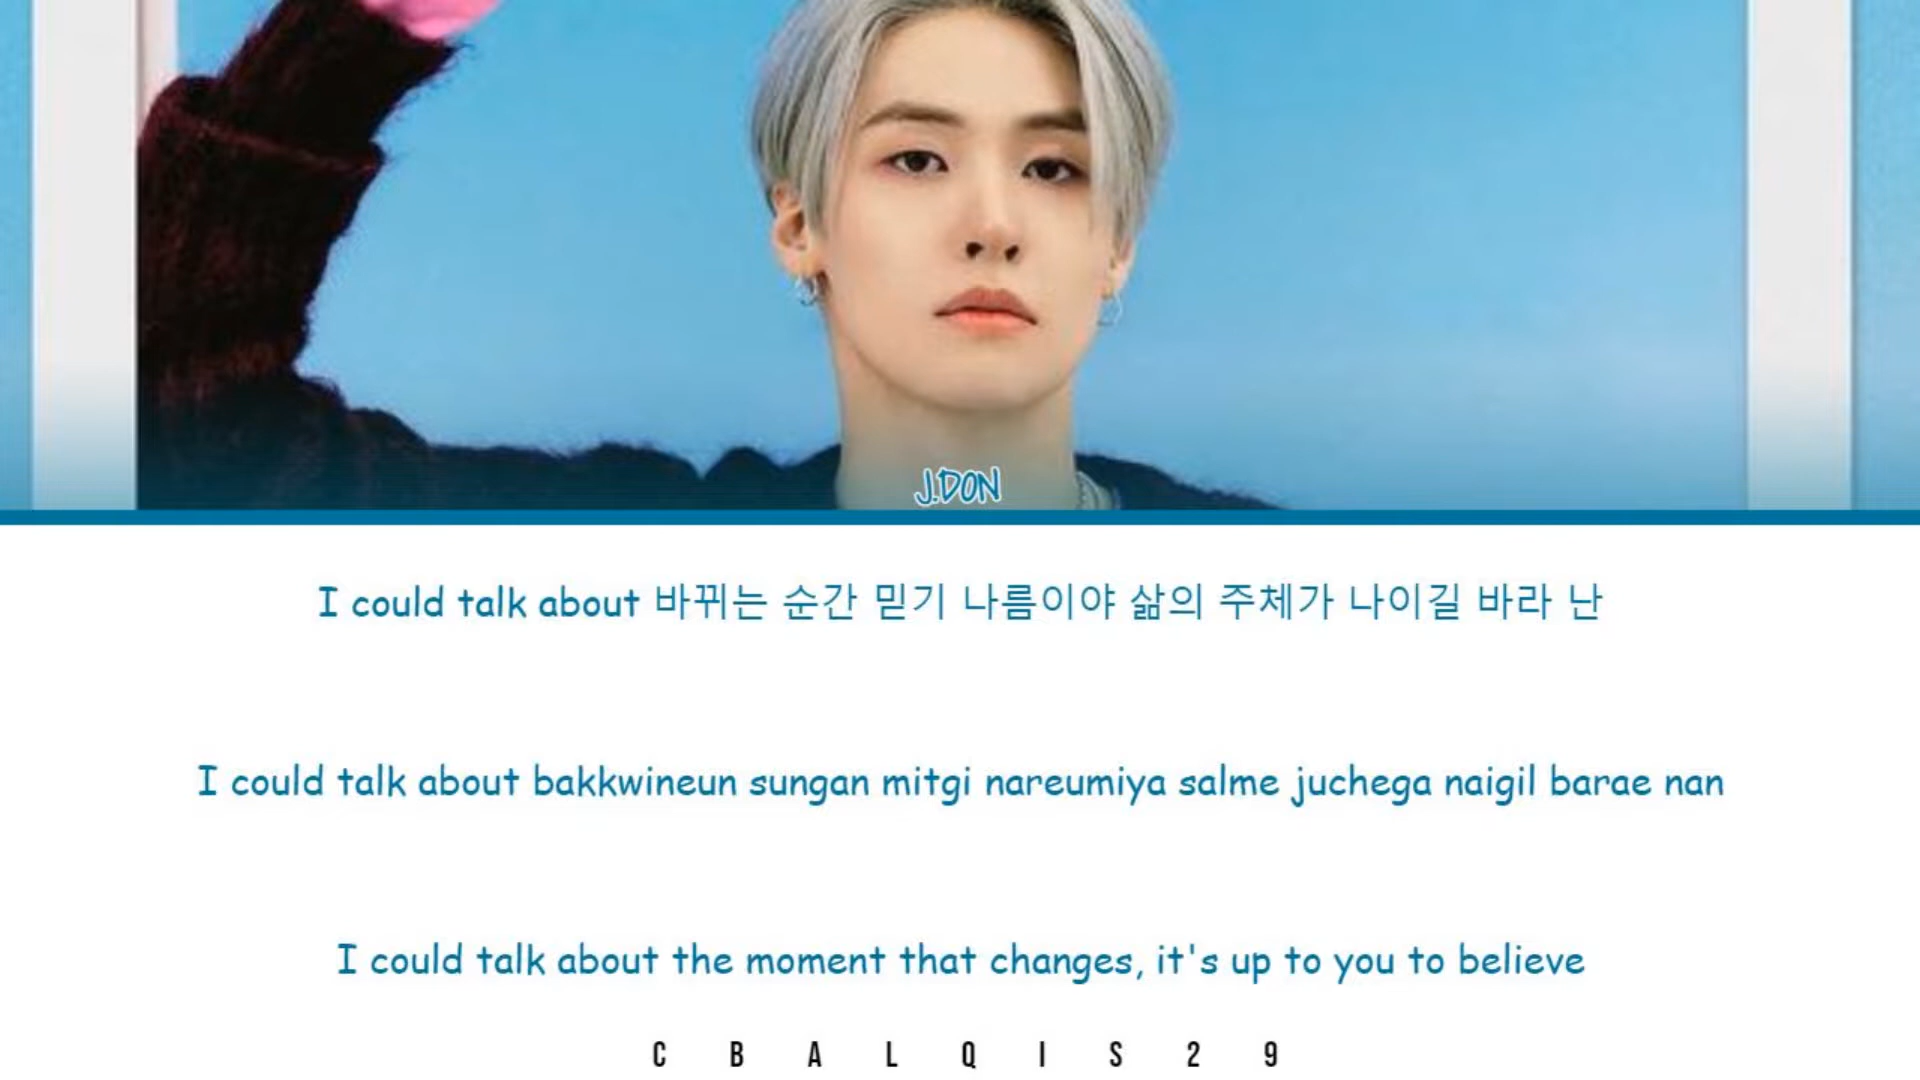 J.DON
I could talk about 바뀌는 순간 믿기 나름이야 삶의 주체가 나이길 바라 난
I could talk about bakkwineun sungan mitgi nareumiya salme juchega naigil barae nan
I could talk about the moment that changes, it's up to you to believe
CBALQIS29